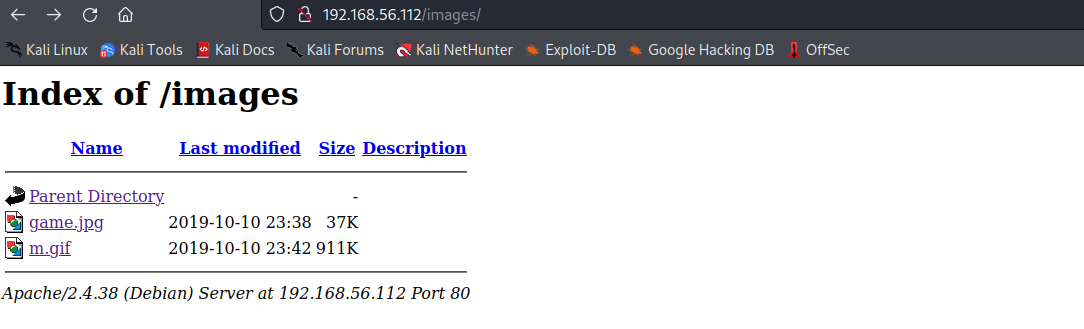 192.168.56.112/images/
Kali Linux Kali Tools Kali Docs Kali Forums Kali NetHunter Exploit-DB Google Hacking DB OffSec
Index of /images
Name Last modified Size Description
Parent Directory -
game.jpg 2019-10-10 23:38 37K
m.gif 2019-10-10 23:42 911K
Apache/2.4.38 (Debian) Server at 192.168.56.112 Port 80